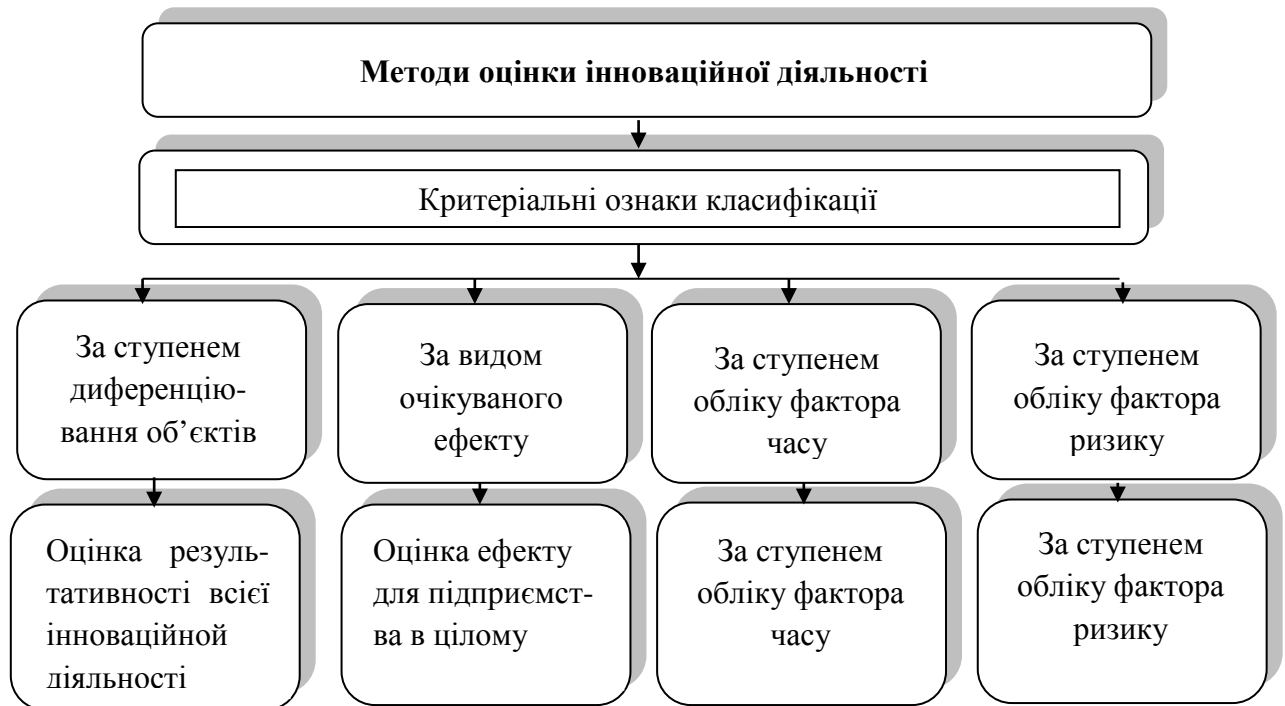 Методи оцінки інноваційної діяльності
Критеріальні ознаки класифікації
За ступенем
диференцію-
вання об’єктів
За видом
очікуваного
ефекту
За ступенем
обліку фактора
часу
За ступенем
обліку фактора
ризику
Оцінка резуль-
тативності всієї
інноваційної
діяльності
Оцінка ефекту
для підприємст-
ва в цілому
За ступенем
обліку фактора
часу
За ступенем
обліку фактора
ризику